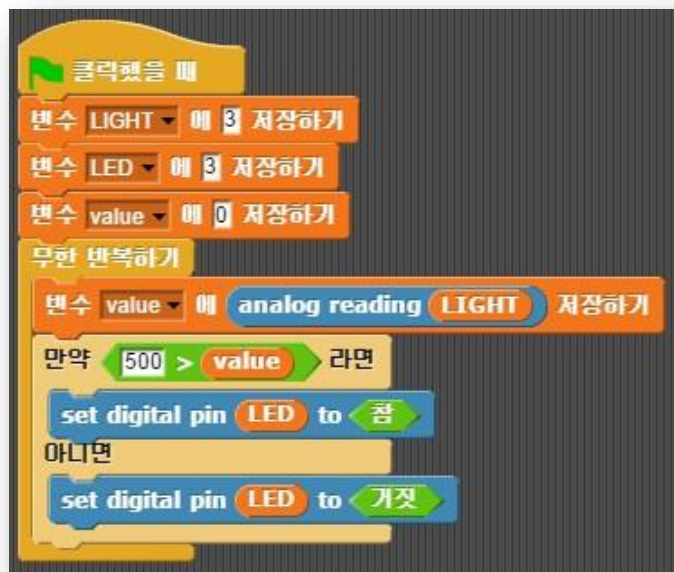 클릭했을 때
변수 LIGHT 에 3 저장하기
변수 LED 에 3 저장하기
변수 value 에 0 저장하기
무한 반복하기
변수 value 에 analog reading LIGHT 저장하기
만약 500 > value 라면
set digital pin LED to 참
아니면
set digital pin LED to 거짓